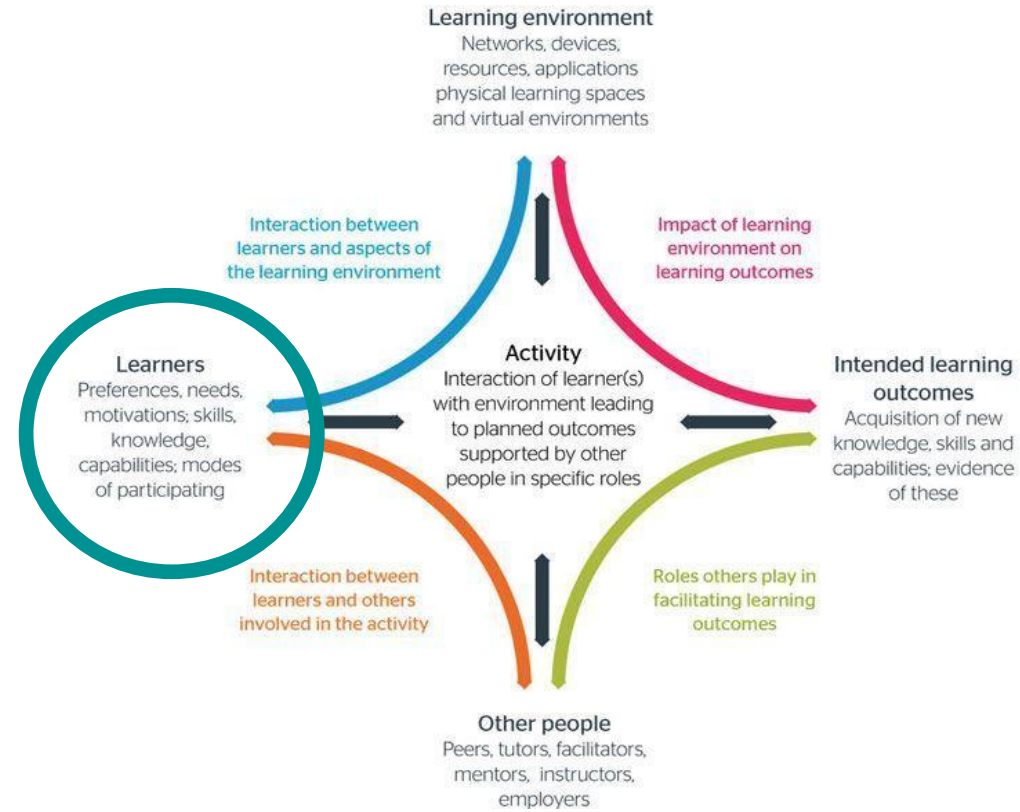 Learning environment
Networks, devices,
resources, applications
physical learning spaces
and virtual environments
Interaction between
learners and aspects of
the learning environment
Impact of learning
environment on
learning outcomes
Learners
Preferences, needs,
motivations; skills,
knowledge,
capabilities; modes
of participating
Activity
Interaction of learner(s)
with environment leading
to planned outcomes
supported by other
people in specific roles
Intended learning
outcomes
Acquisition of new
knowledge, skills and
capabilities; evidence
of these
Interaction between
learners and others
involved in the activity
Roles others play in
facilitating learning
outcomes
Other people
Peers, tutors, facilitators,
mentors, instructors,
employers